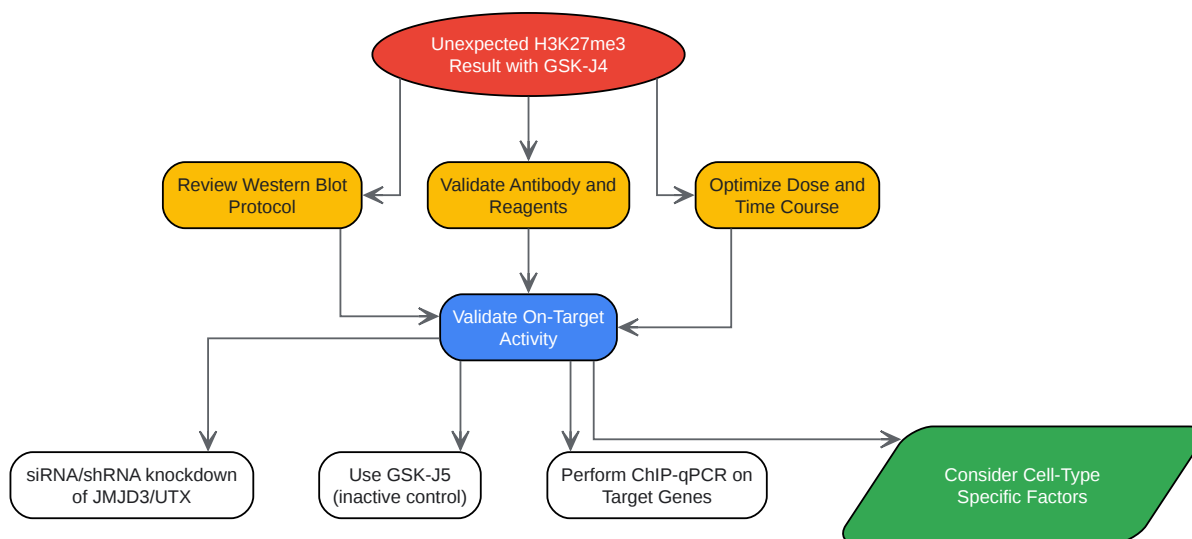 Unexpected H3K27me3
Result with GSK-J4
Review Western Blot
Protocol
Validate Antibody and
Reagents
Optimize Dose and
Time Course
Validate On-Target
Activity
siRNA/shRNA knockdown
of JMJD3/UTX
Use GSK-J5
(inactive control)
Perform ChIP-qPCR on
Target Genes
Consider Cell-Type
Specific Factors